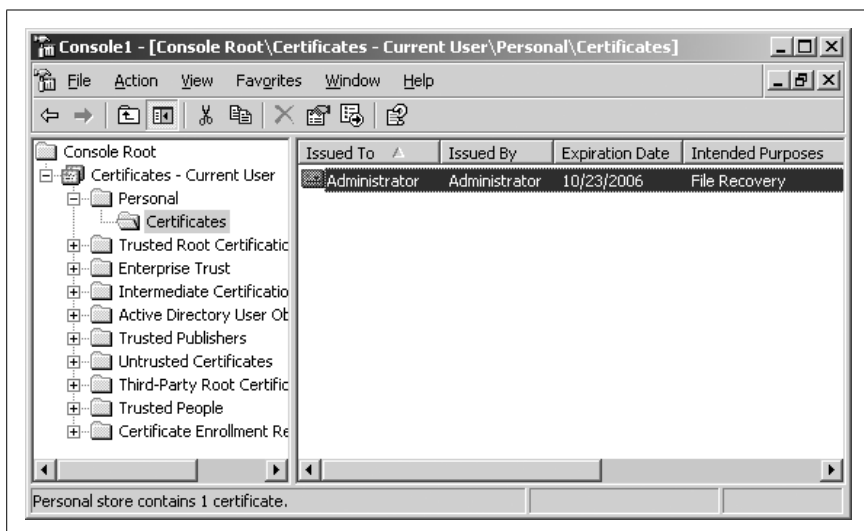 Console1 - [Console Root\Certificates - Current User\Personal\Certificates]
File Action View Favorites Window Help
Console Root
Certificates - Current User
Personal
Certificates
Trusted Root Certificatic
Enterprise Trust
Intermediate Certificatio
Active Directory User Ob
Trusted Publishers
Untrusted Certificates
Third-Party Root Certific
Trusted People
Certificate Enrollment Re
Issued To Issued By Expiration Date Intended Purposes
Administrator Administrator 10/23/2006 File Recovery
Personal store contains 1 certificate.